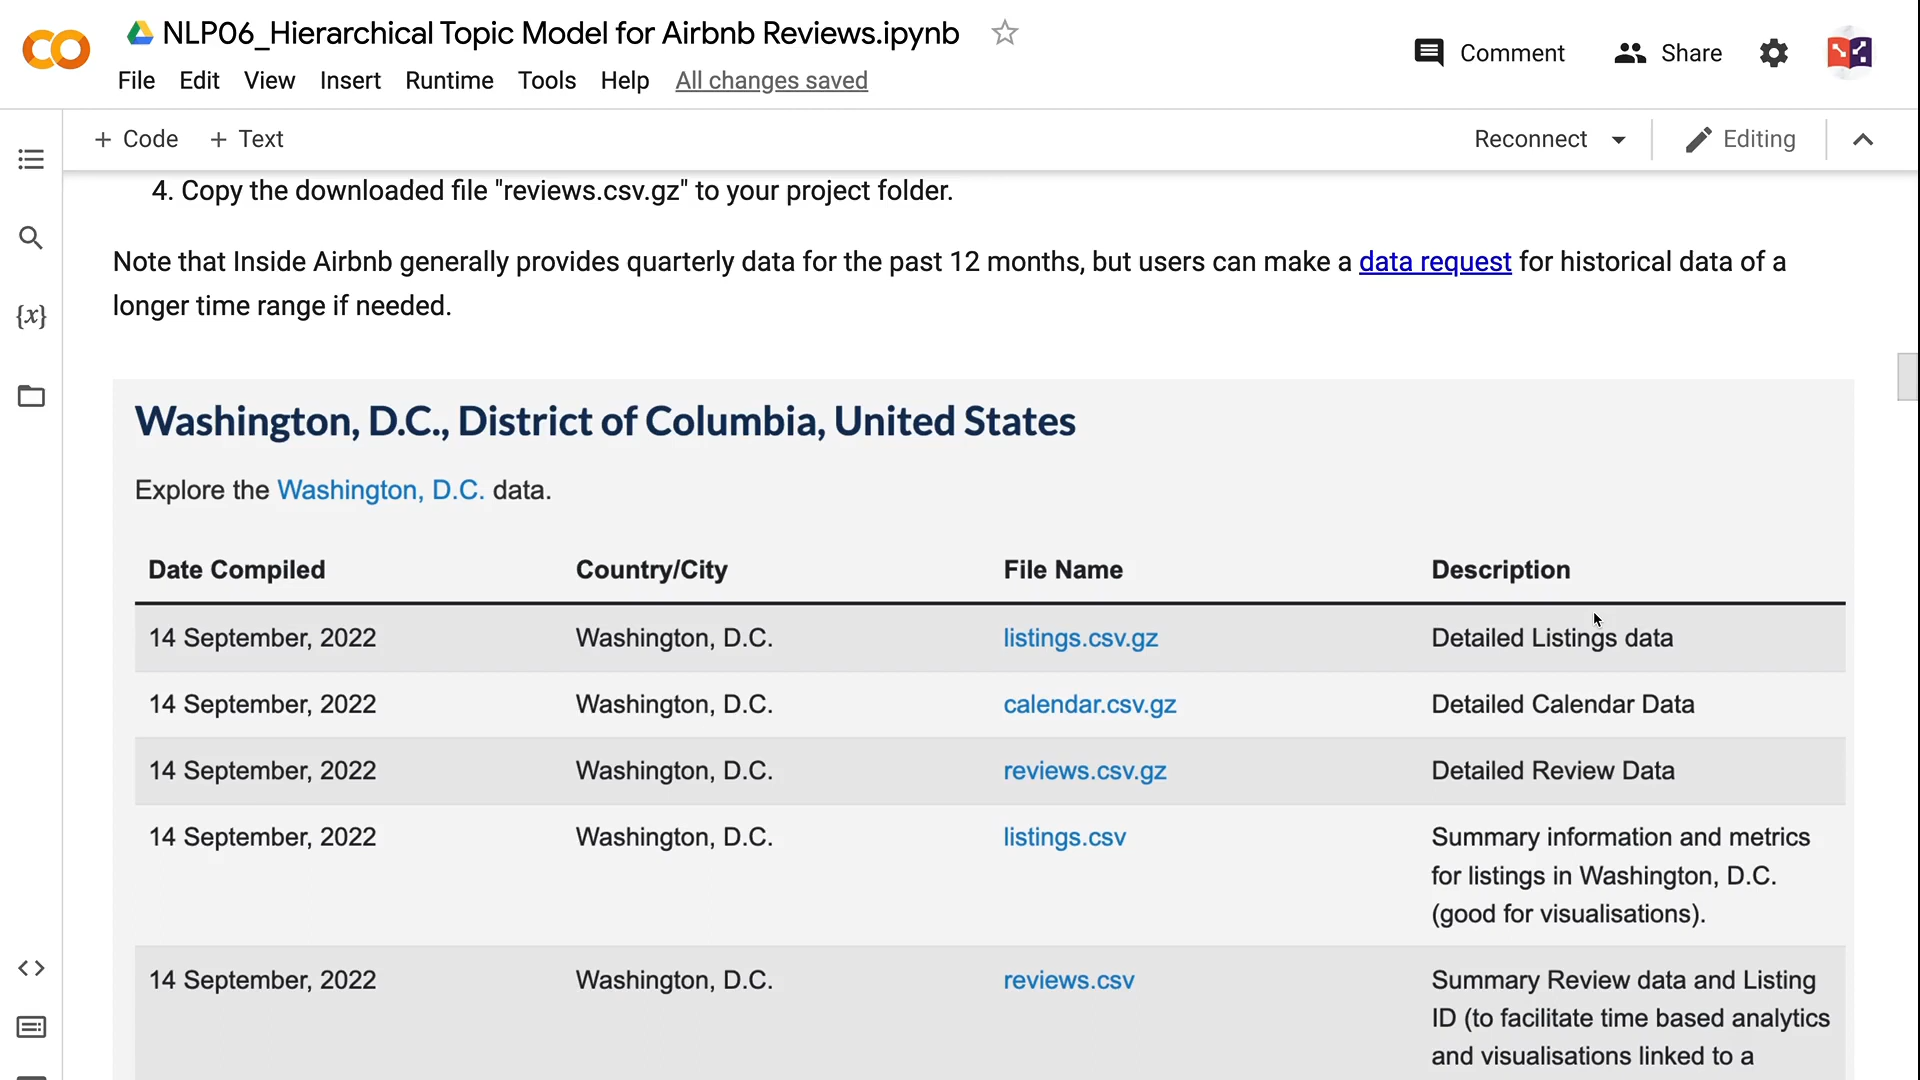 NLP06_Hierarchical Topic Model for Airbnb Reviews.ipynb
File Edit View Insert Runtime Tools Help All changes saved
Comment Share
+ Code + Text
Reconnect Editing
4. Copy the downloaded file "reviews.csv.gz" to your project folder.
Note that Inside Airbnb generally provides quarterly data for the past 12 months, but users can make a data request for historical data of a
longer time range if needed.
Washington, D.C., District of Columbia, United States
Explore the Washington, D.C. data.
Date Compiled Country/City File Name Description
14 September, 2022 Washington, D.C. listings.csv.gz Detailed Listings data
14 September, 2022 Washington, D.C. calendar.csv.gz Detailed Calendar Data
14 September, 2022 Washington, D.C. reviews.csv.gz Detailed Review Data
14 September, 2022 Washington, D.C. listings.csv Summary information and metrics
for listings in Washington, D.C.
(good for visualisations).
14 September, 2022 Washington, D.C. reviews.csv Summary Review data and Listing
ID (to facilitate time based analytics
and visualisations linked to a